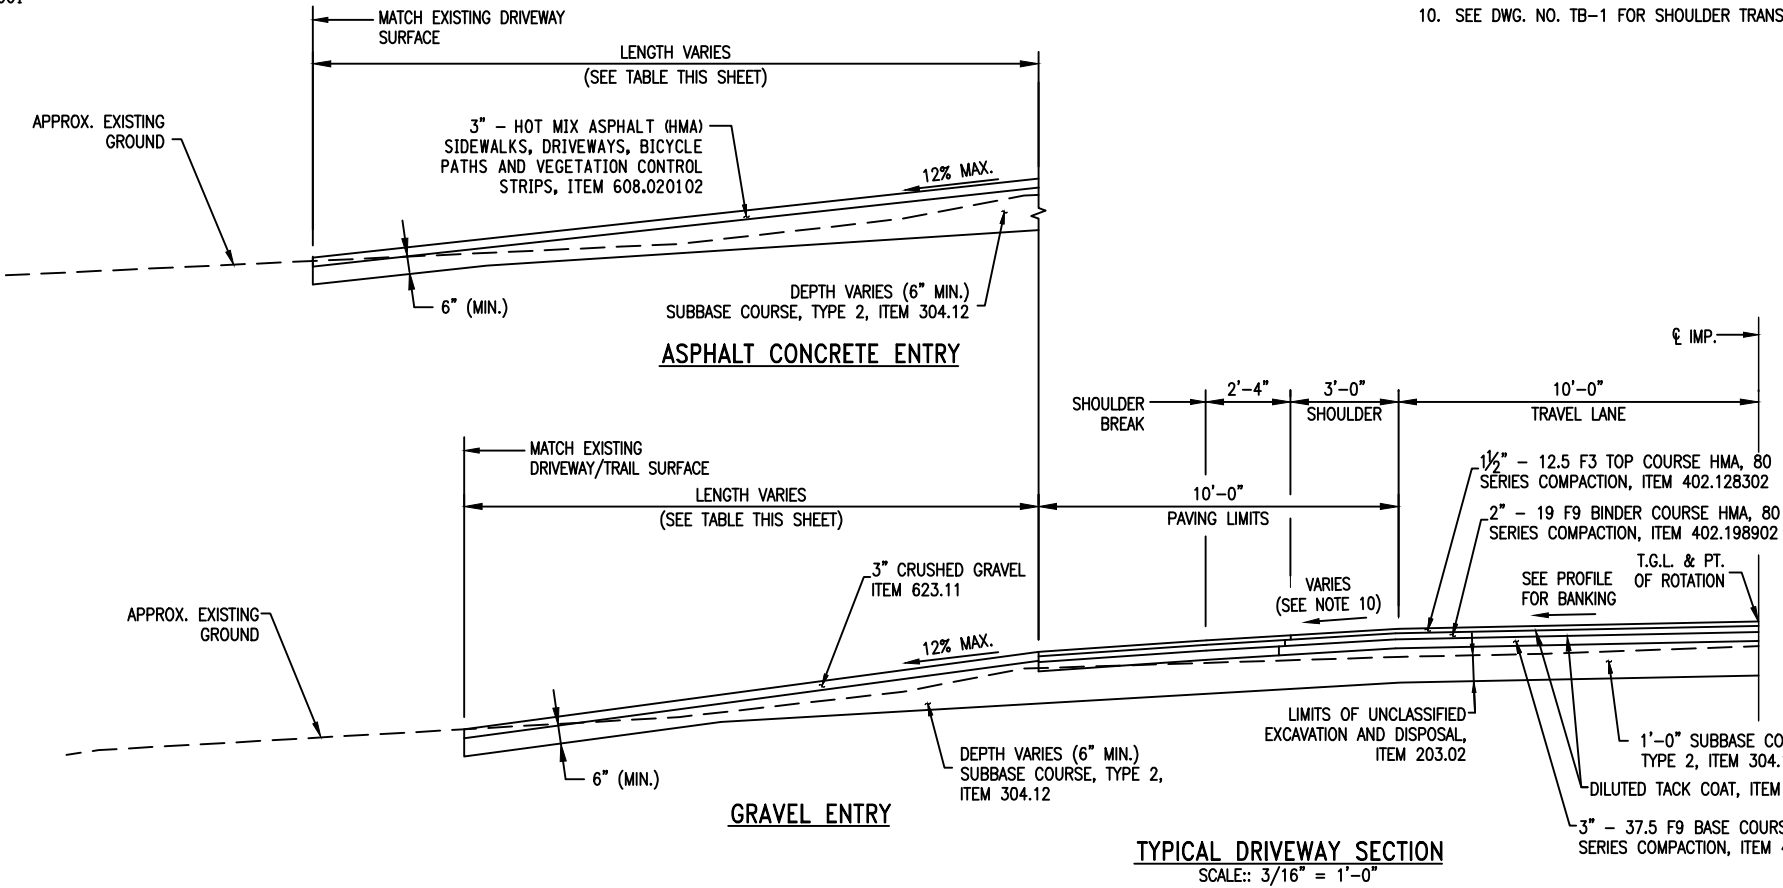 10. SEE DWG. NO. TB-1 FOR SHOULDER TRANS
MATCH EXISTING DRIVEWAY
SURFACE
LENGTH VARIES
(SEE TABLE THIS SHEET)
APPROX. EXISTING
GROUND
3" - HOT MIX ASPHALT (HMA)
SIDEWALKS, DRIVEWAYS, BICYCLE
PATHS AND VEGETATION CONTROL
STRIPS, ITEM 608.020102
12% MAX.
6" (MIN.)
DEPTH VARIES (6" MIN.)
SUBBASE COURSE, TYPE 2, ITEM 304.12
ASPHALT CONCRETE ENTRY
℄ IMP.
SHOULDER
BREAK
2'-4"
3'-0"
SHOULDER
10'-0"
TRAVEL LANE
MATCH EXISTING
DRIVEWAY/TRAIL SURFACE
LENGTH VARIES
(SEE TABLE THIS SHEET)
10'-0"
PAVING LIMITS
1½" - 12.5 F3 TOP COURSE HMA, 80
SERIES COMPACTION, ITEM 402.128302
2" - 19 F9 BINDER COURSE HMA, 80
SERIES COMPACTION, ITEM 402.198902
T.G.L. & PT.
OF ROTATION
SEE PROFILE
FOR BANKING
VARIES
(SEE NOTE 10)
3" CRUSHED GRAVEL
ITEM 623.11
APPROX. EXISTING
GROUND
12% MAX.
6" (MIN.)
DEPTH VARIES (6" MIN.)
SUBBASE COURSE, TYPE 2,
ITEM 304.12
LIMITS OF UNCLASSIFIED
EXCAVATION AND DISPOSAL,
ITEM 203.02
1'-0" SUBBASE CO
TYPE 2, ITEM 304.
DILUTED TACK COAT, ITEM
3" - 37.5 F9 BASE COURS
SERIES COMPACTION, ITEM
GRAVEL ENTRY
TYPICAL DRIVEWAY SECTION
SCALE:: 3/16" = 1'-0"